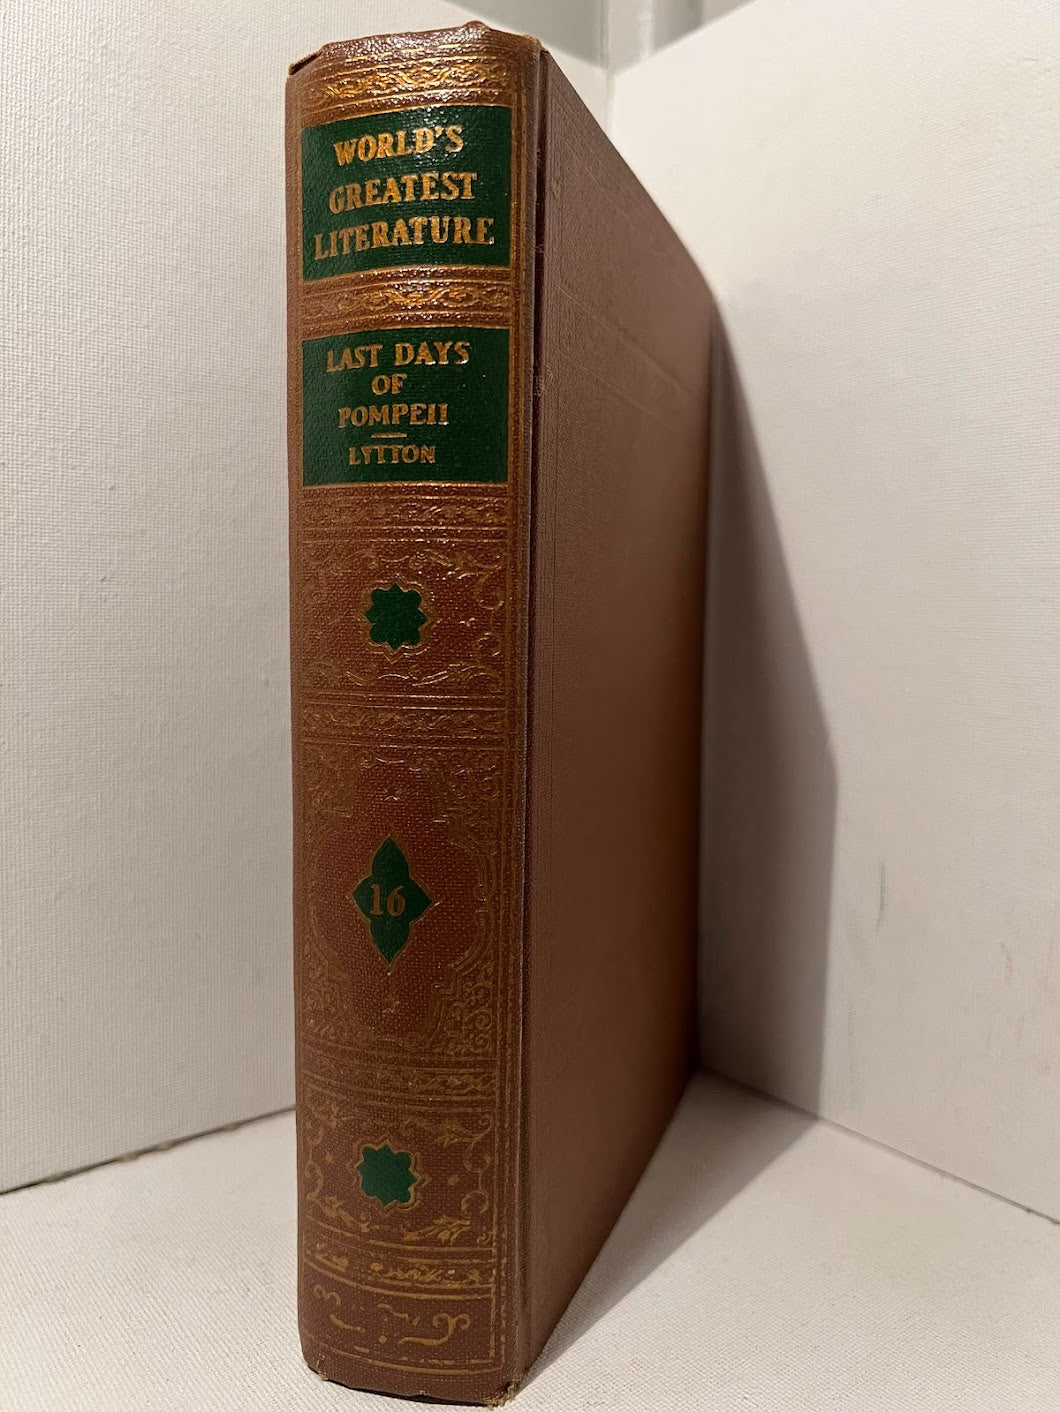 WORLD'S
GREATEST
LITERATURE
LAST DAYS
OF
POMPEII
LYTTON
16